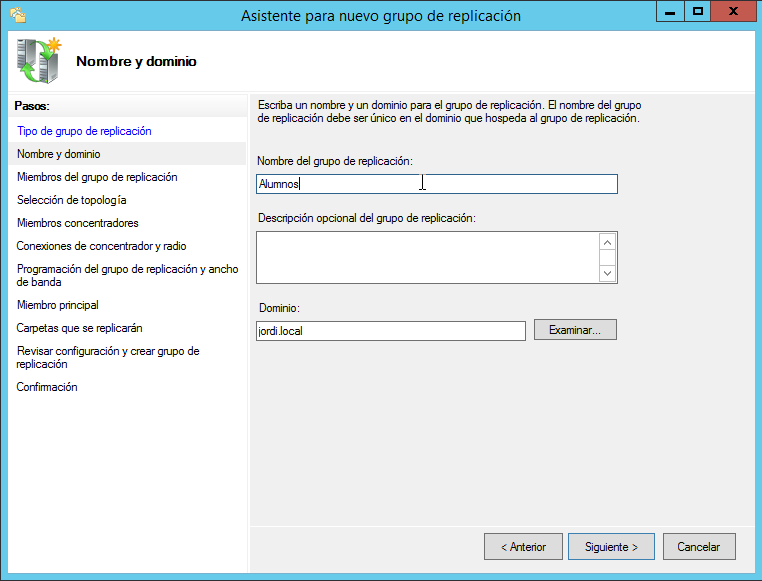 Asistente para nuevo grupo de replicación
Nombre y dominio
Pasos:
Tipo de grupo de replicación
Nombre y dominio
Miembros del grupo de replicación
Selección de topología
Miembros concentradores
Conexiones de concentrador y radio
Programación del grupo de replicación y ancho
de banda
Miembro principal
Carpetas que se replicarán
Revisar configuración y crear grupo de
replicación
Confirmación
Escriba un nombre y un dominio para el grupo de replicación. El nombre del grupo
de replicación debe ser único en el dominio que hospeda al grupo de replicación.
Nombre del grupo de replicación:
Alumnos
Descripción opcional del grupo de replicación:
Dominio:
jordi.local
Examinar...
< Anterior
Siguiente >
Cancelar